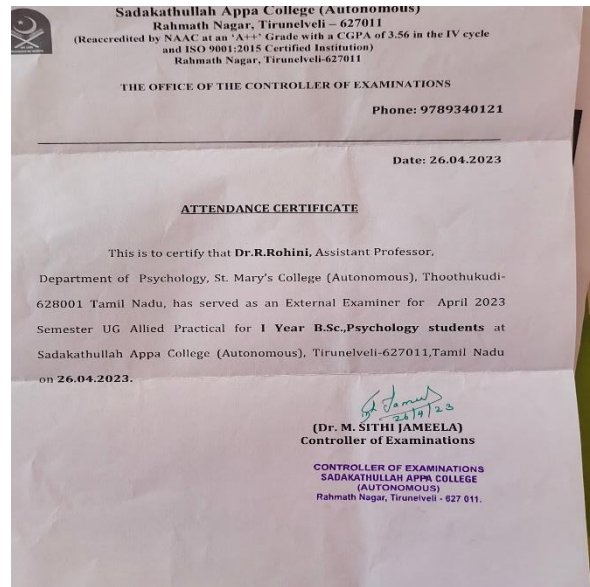 Sadakathullah Appa College (Autonomous)
Rahmath Nagar, Tirunelveli – 627011
(Reaccredited by NAAC at an ‘A++’ Grade with a CGPA of 3.56 in the IV cycle
and ISO 9001:2015 Certified Institution)
Rahmath Nagar, Tirunelveli-627011
THE OFFICE OF THE CONTROLLER OF EXAMINATIONS
Phone: 9789340121
Date: 26.04.2023
ATTENDANCE CERTIFICATE
This is to certify that Dr.R.Rohini, Assistant Professor,
Department of Psychology, St. Mary's College (Autonomous), Thoothukudi-
628001 Tamil Nadu, has served as an External Examiner for April 2023
Semester UG Allied Practical for I Year B.Sc.,Psychology students at
Sadakathullah Appa College (Autonomous), Tirunelveli-627011,Tamil Nadu
on 26.04.2023.
26/4/23
(Dr. M. SITHI JAMEELA)
Controller of Examinations
CONTROLLER OF EXAMINATIONS
SADAKATHULLAH APPA COLLEGE
(AUTONOMOUS)
Rahmath Nagar, Tirunelveli - 627 011.